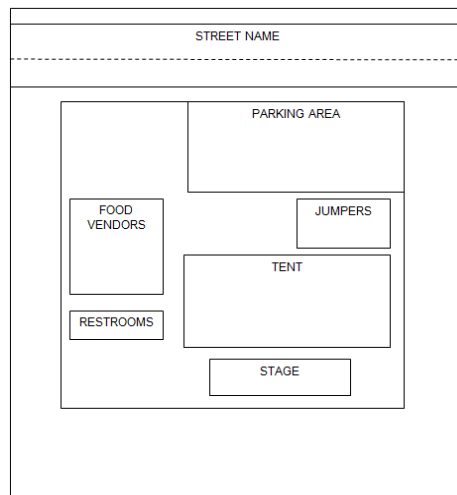 STREET NAME
PARKING AREA
FOOD
VENDORS
JUMPERS
TENT
RESTROOMS
STAGE